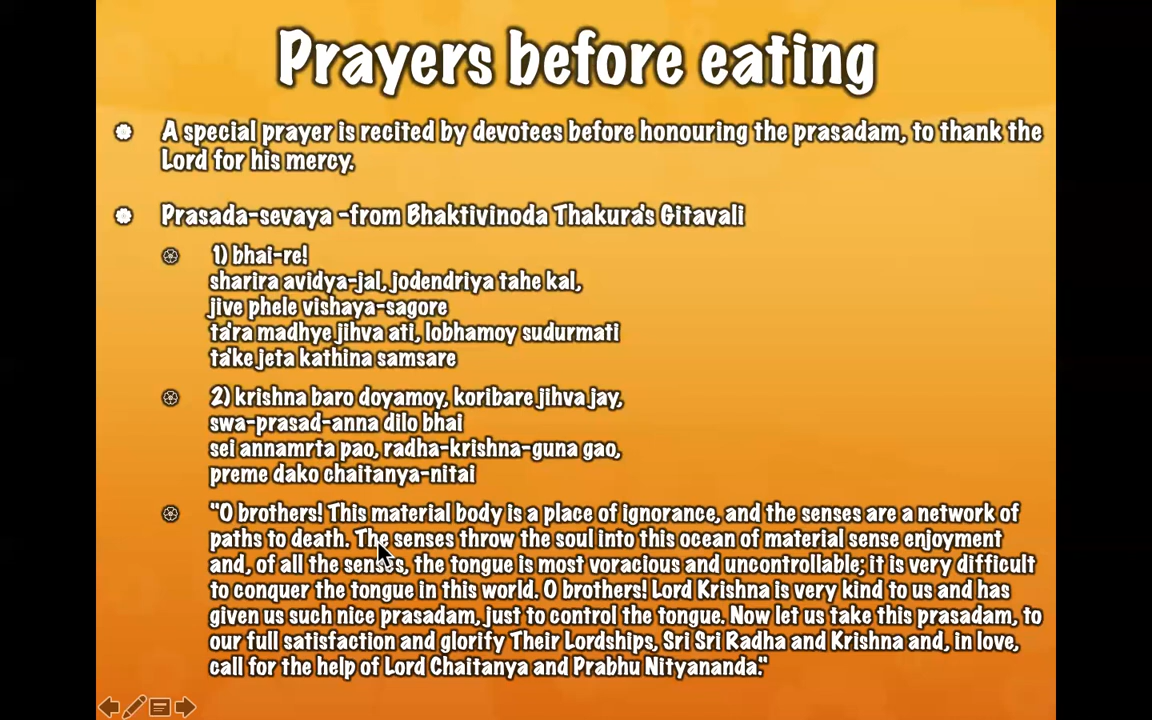 Prayers before eating
A special prayer is recited by devotees before honouring the prasadam, to thank the
Lord for his mercy.
Prasada-sevaya -from Bhaktivinoda Thakura's Gitavali
1) bhai-re!
sharira avidya-jal, jodendriya tahe kal,
jive phele vishaya-sagore
ta'ra madhye jihva ati, lobhamoy sudurmati
ta'ke jeta kathina samsare
2) krishna baro doyamoy, koribare jihva jay,
swa-prasad-anna dilo bhai
sei annamrta pao, radha-krishna-guna gao,
preme dako chaitanya-nitai
"O brothers! This material body is a place of ignorance, and the senses are a network of
paths to death. The senses throw the soul into this ocean of material sense enjoyment
and, of all the senses, the tongue is most voracious and uncontrollable; it is very difficult
to conquer the tongue in this world. O brothers! Lord Krishna is very kind to us and has
given us such nice prasadam, just to control the tongue. Now let us take this prasadam, to
our full satisfaction and glorify Their Lordships, Sri Sri Radha and Krishna and, in love,
call for the help of Lord Chaitanya and Prabhu Nityananda."